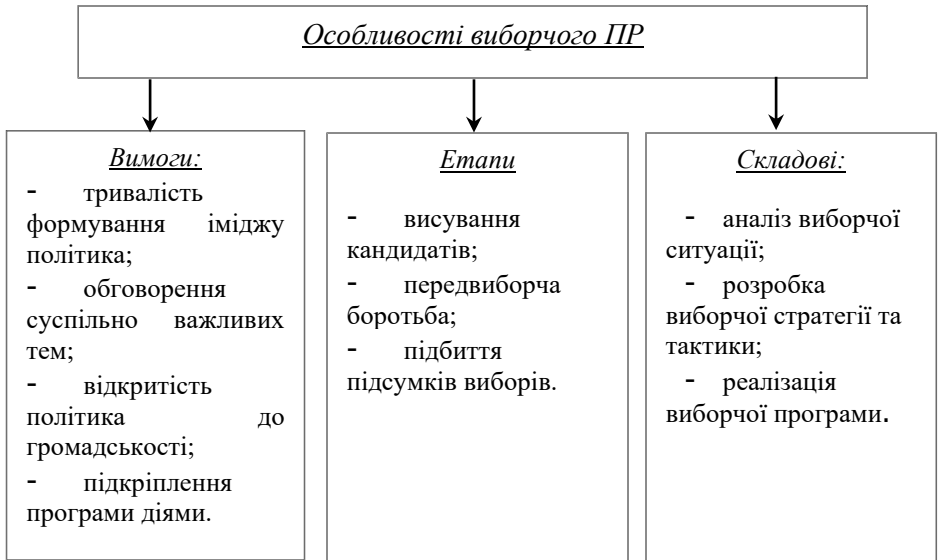 Особливості виборчого ПР
Вимоги:
- тривалість
формування іміджу
політика;
- обговорення
суспільно важливих
тем;
- відкритість
політика до
громадськості;
- підкріплення
програми діями.
Етапи
- висування
кандидатів;
- передвиборча
боротьба;
- підбиття
підсумків виборів.
Складові:
- аналіз виборчої
ситуації;
- розробка
виборчої стратегії та
тактики;
- реалізація
виборчої програми.